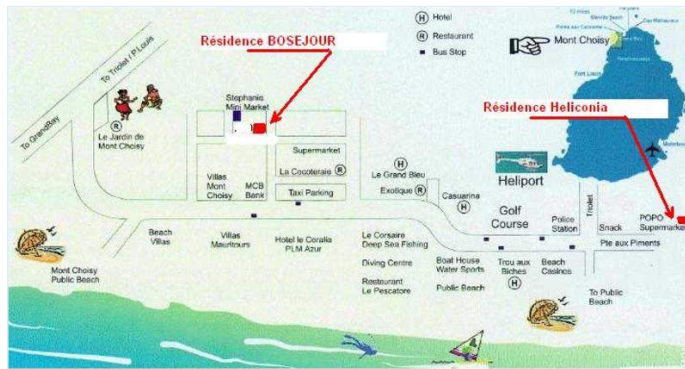 Résidence BOSEJOUR
H Hotel
R Restaurant
Bus Stop
Mont Choisy
Port Louis
To Triolet / P.Louis
To GrandBay
Stephanie
Mini Market
Résidence Heliconia
R
Le Jardin de
Mont Choisy
Supermarket
La Cocoteraie R
Villas
Mont
Choisy
MCB
Bank
Taxi Parking
H
Le Grand Bleu
Exotique R
Casuarina
H
Heliport
Golf
Course
Police
Station
Triolet
Snack
POPO
Supermarket
Pte aux Piments
Beach
Villas
Villas
Mauritours
Hotel le Coralia
PLM Azur
Le Corsaire
Deep Sea Fishing
Diving Centre
Restaurant
Le Pescatore
Boat House
Water Sports
Public Beach
Trou aux
Biches
H
Beach
Casinos
To Public
Beach
Mont Choisy
Public Beach